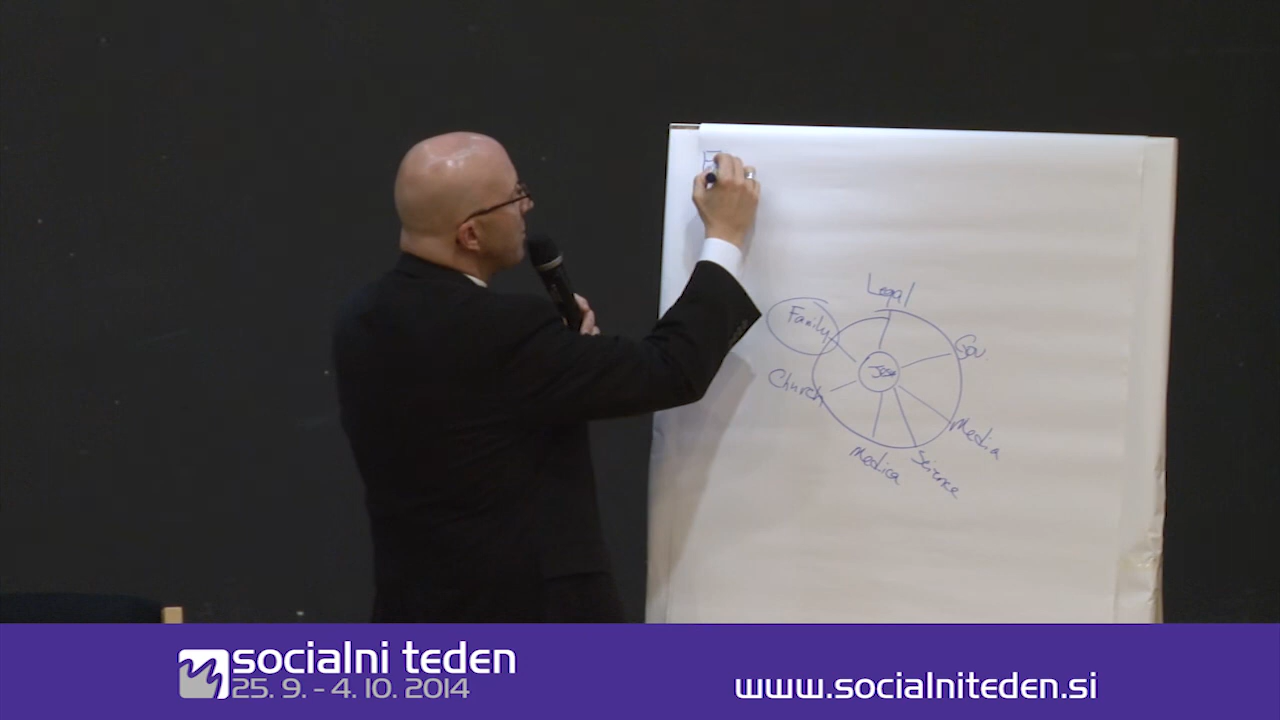 Legal
Family
Gov
Church
Media
Medica
Science
socialni teden
25. 9. - 4. 10. 2014
www.socialniteden.si